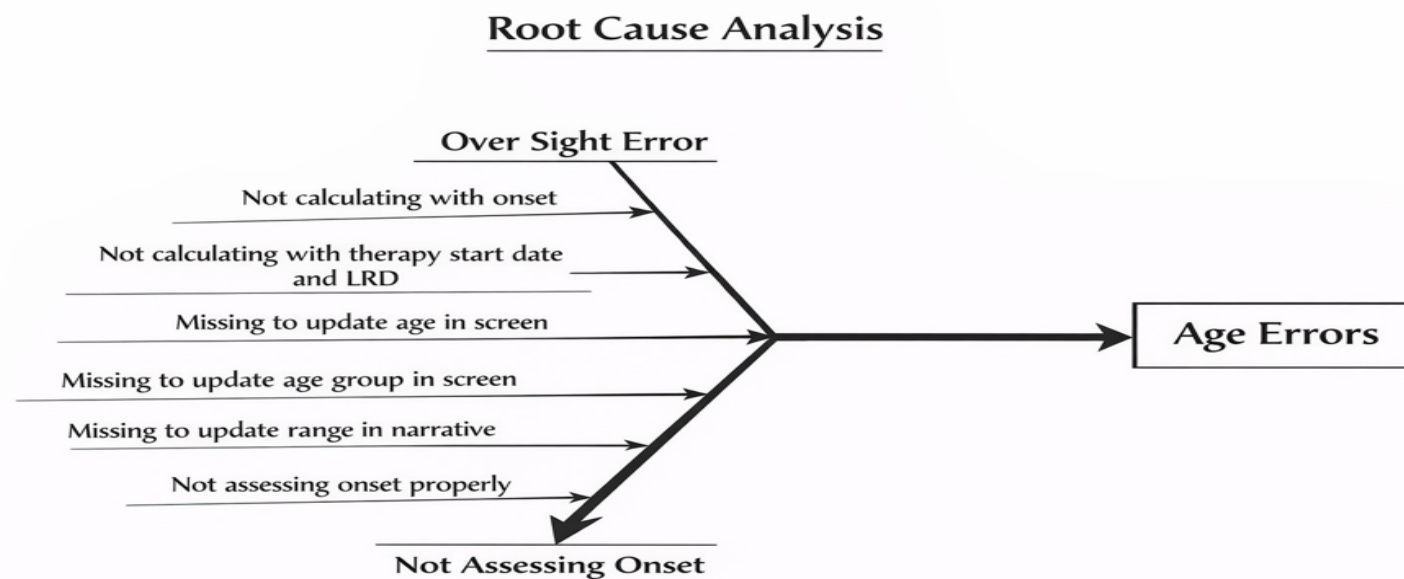 Root Cause Analysis
Over Sight Error
Not calculating with onset
Not calculating with therapy start date
and LRD
Missing to update age in screen
Age Errors
Missing to update age group in screen
Missing to update range in narrative
Not assessing onset properly
Not Assessing Onset